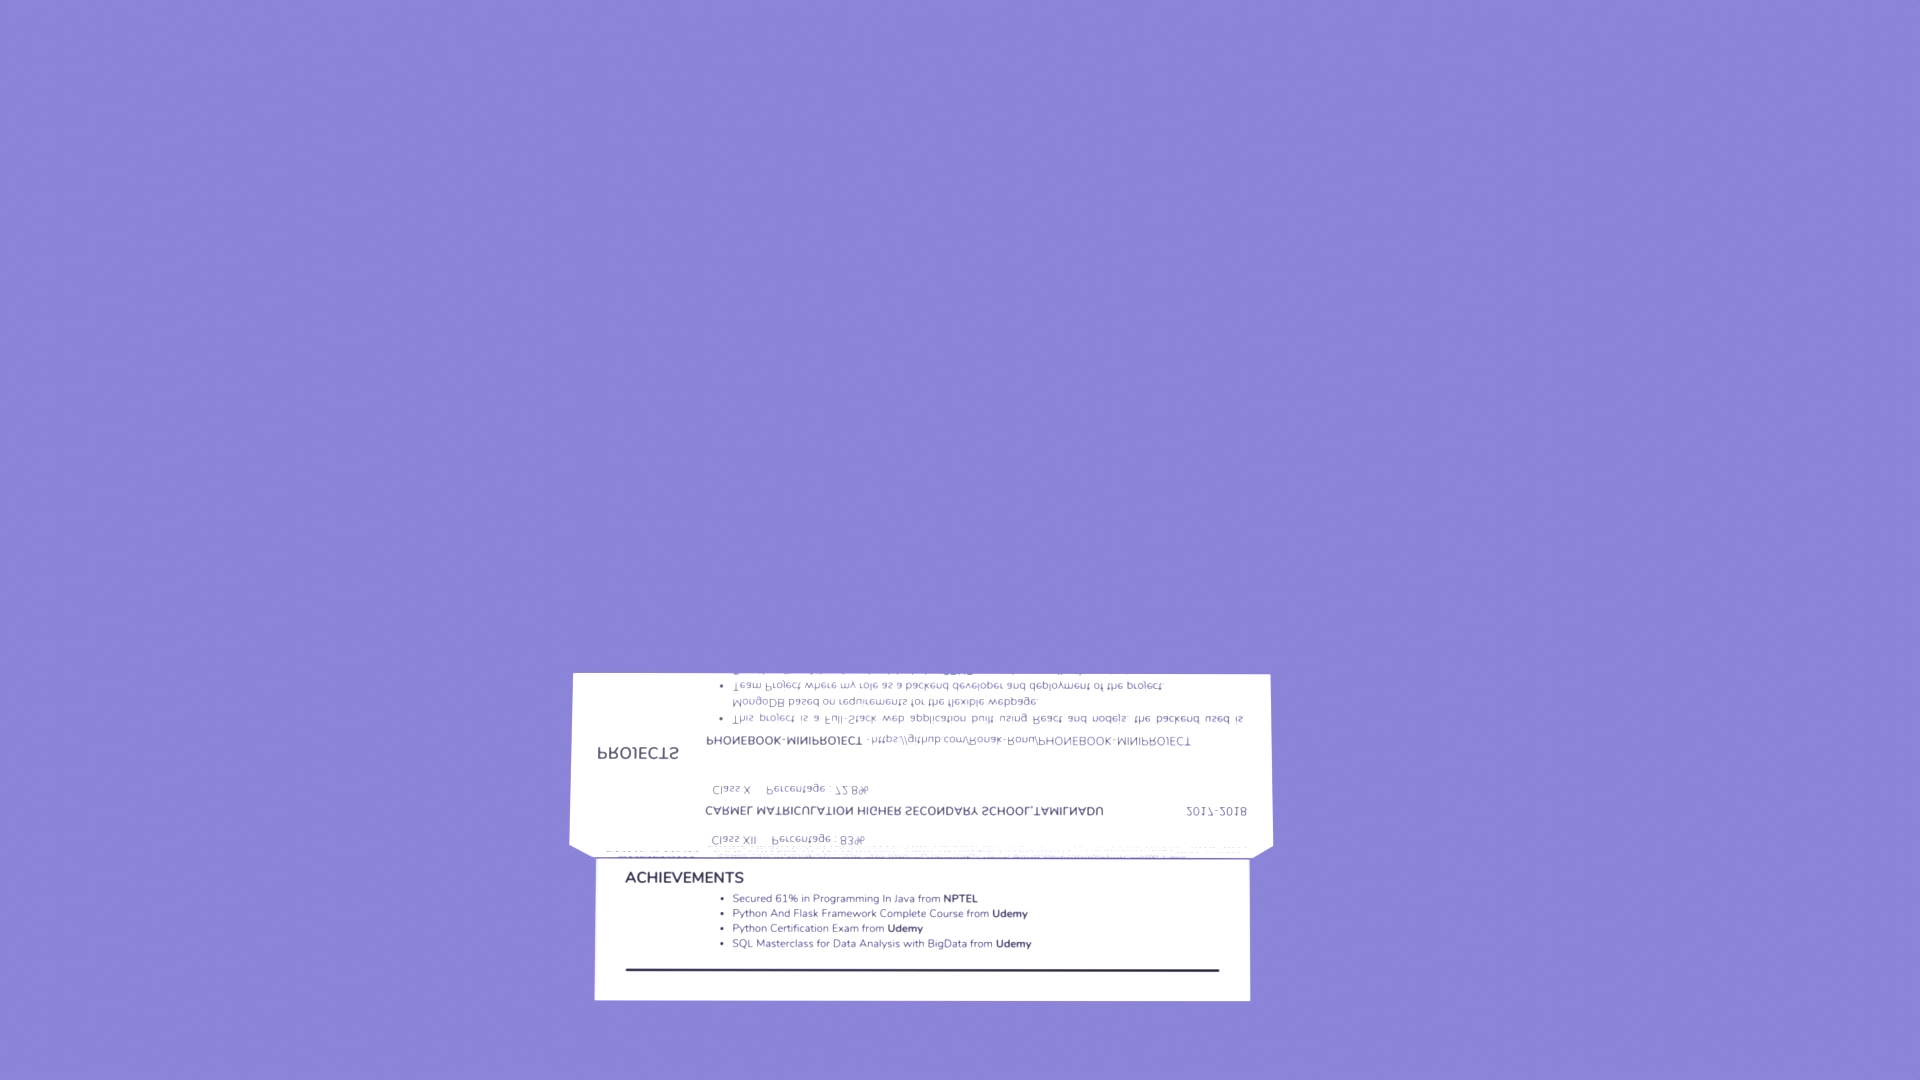 Class XII Percentage : 83%
CARMEL MATRICULATION HIGHER SECONDARY SCHOOL,TAMILNADU 2017-2018
Class X Percentage : 72.8%
PROJECTS
PHONEBOOK-MINIPROJECT -https://github.com/Ronak-Ronu/PHONEBOOK-MINIPROJECT
• This project is a Full-Stack web application built using React and nodejs. the backend used is
MongoDB based on requirements for the flexible webpage.
• Team Project where my role as a backend developer and deployment of the project.
ACHIEVEMENTS
• Secured 61% in Programming In Java from NPTEL
• Python And Flask Framework Complete Course from Udemy
• Python Certification Exam from Udemy
• SQL Masterclass for Data Analysis with BigData from Udemy